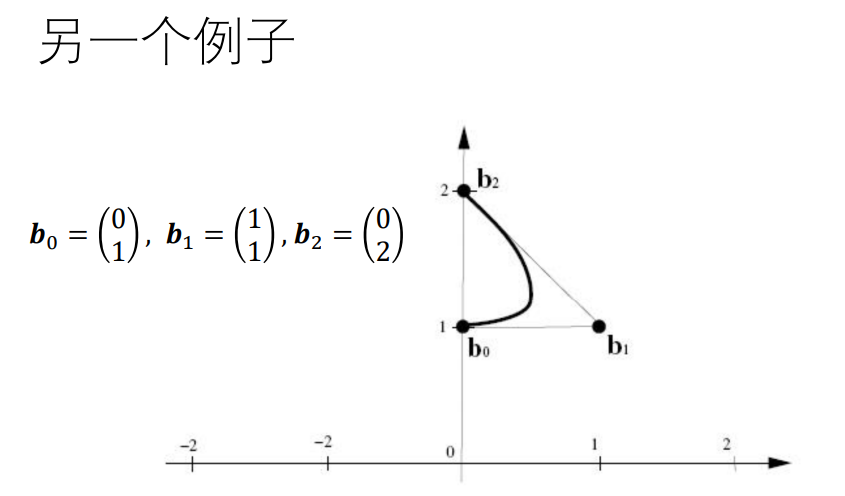 另一个例子
2 b₂
b₀ = (0 1), b₁ = (1 1), b₂ = (0 2)
1
b₀ b₁
−2 −2 0 1 2